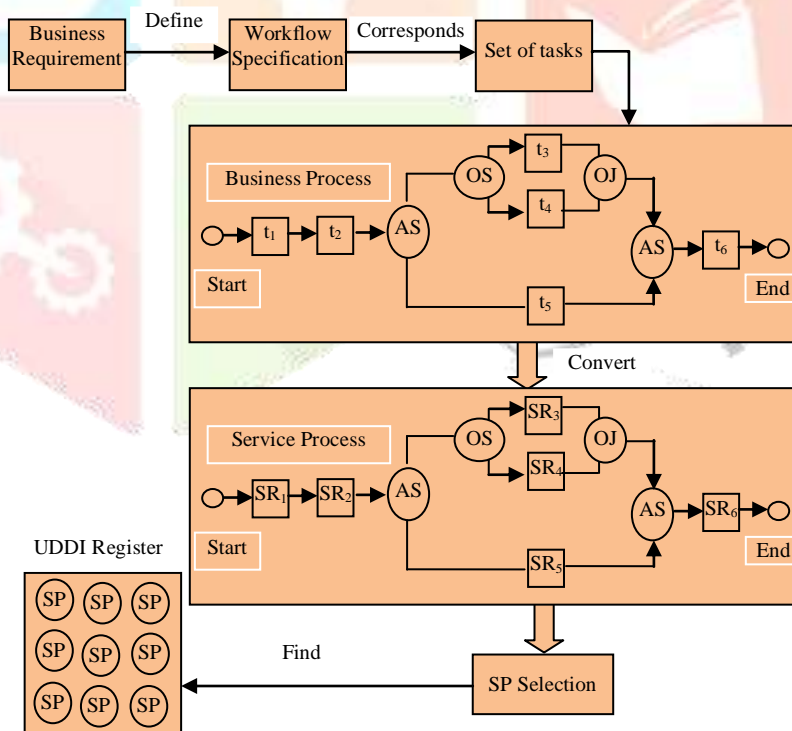 Business
Requirement
Define
Workflow
Specification
Corresponds
Set of tasks
Business Process
Start
t1
t2
AS
OS
t3
t4
OJ
t5
AS
t6
End
Convert
Service Process
Start
SR1
SR2
AS
OS
SR3
SR4
OJ
SR5
AS
SR6
End
UDDI Register
SP SP SP
SP SP SP
SP SP SP
Find
SP Selection